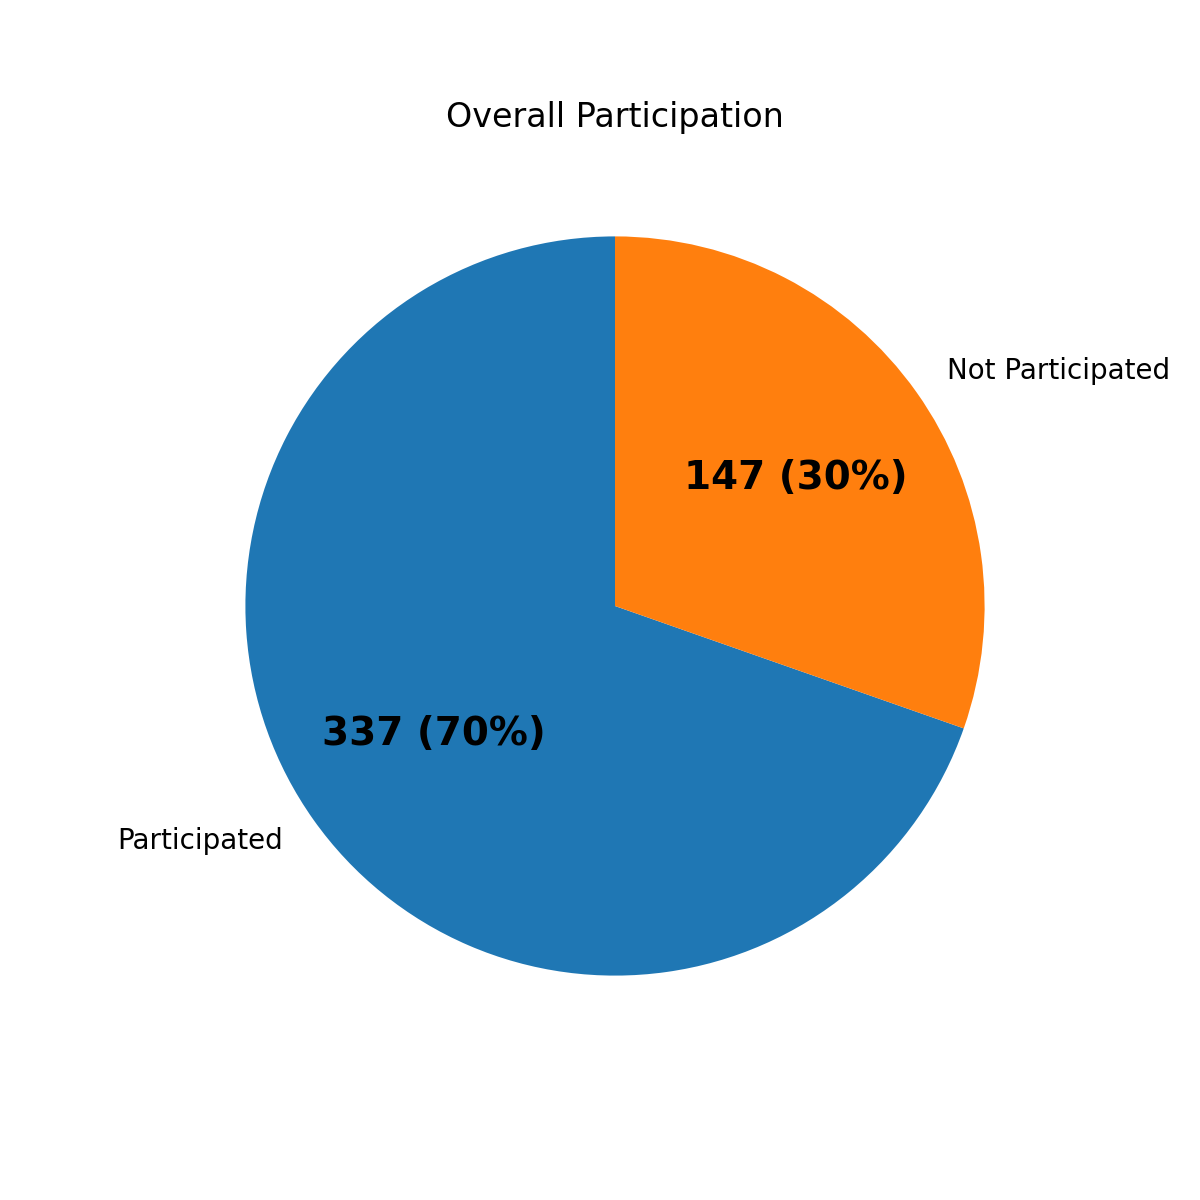 Overall Participation
Not Participated
147 (30%)
337 (70%)
Participated